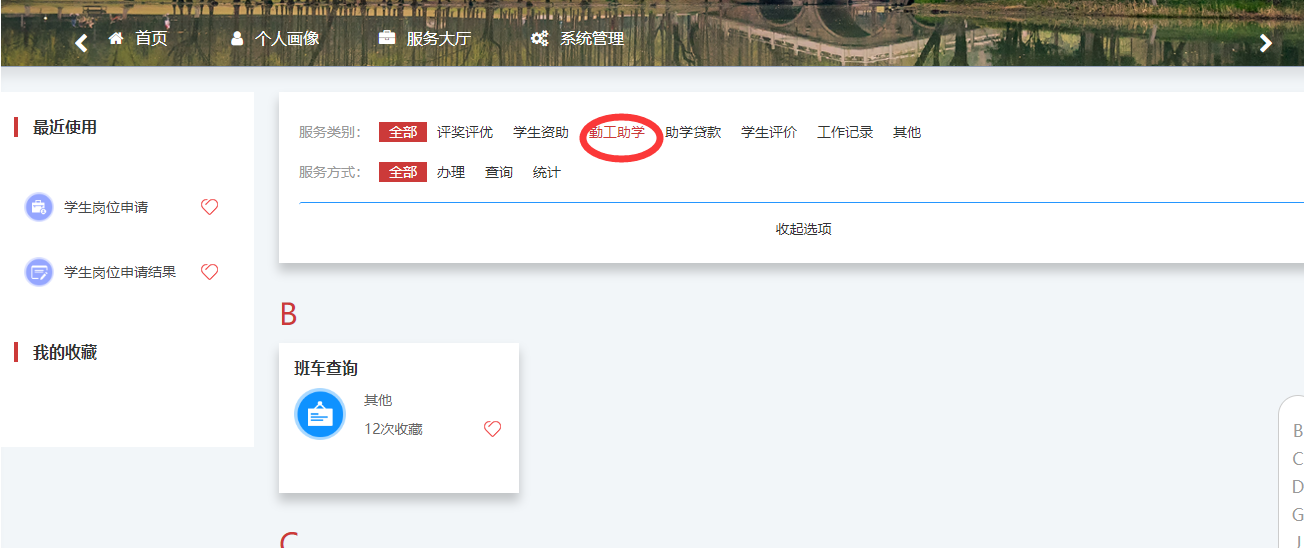 首页 个人画像 服务大厅 系统管理
最近使用
学生岗位申请
学生岗位申请结果
我的收藏
服务类别： 全部 评奖评优 学生资助 勤工助学 助学贷款 学生评价 工作记录 其他
服务方式： 全部 办理 查询 统计
收起选项
B
班车查询
其他
12次收藏
C
B
C
D
G
J